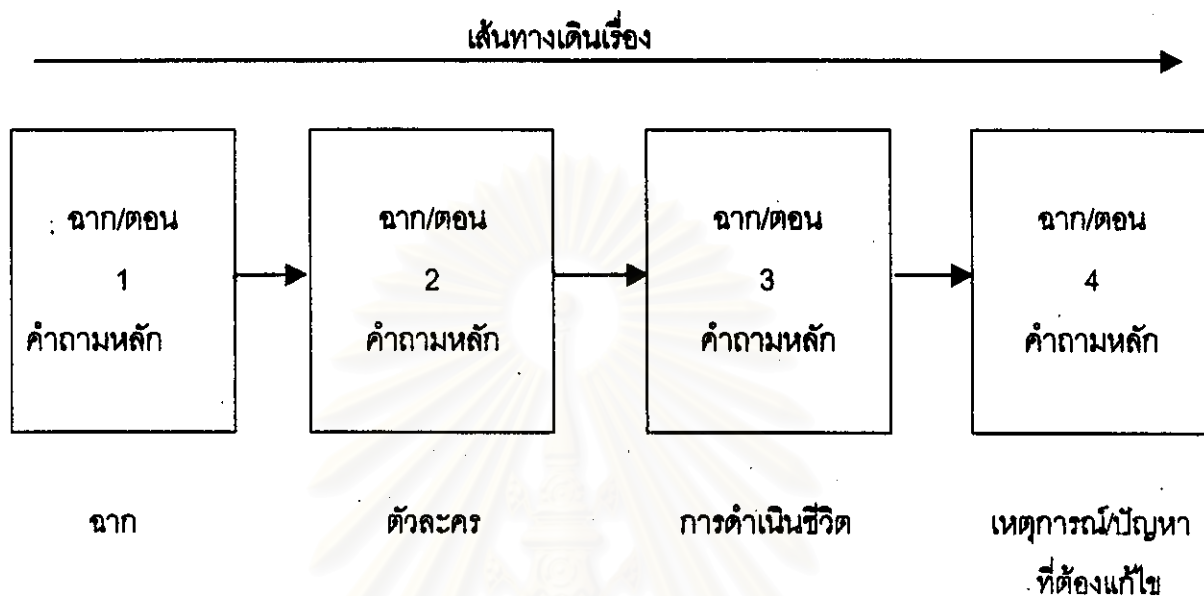 เส้นทางเดินเรื่อง
ฉาก/ตอน
1
คำถามหลัก
ฉาก/ตอน
2
คำถามหลัก
ฉาก/ตอน
3
คำถามหลัก
ฉาก/ตอน
4
คำถามหลัก
ฉาก
ตัวละคร
การดำเนินชีวิต
เหตุการณ์/ปัญหา
ที่ต้องแก้ไข